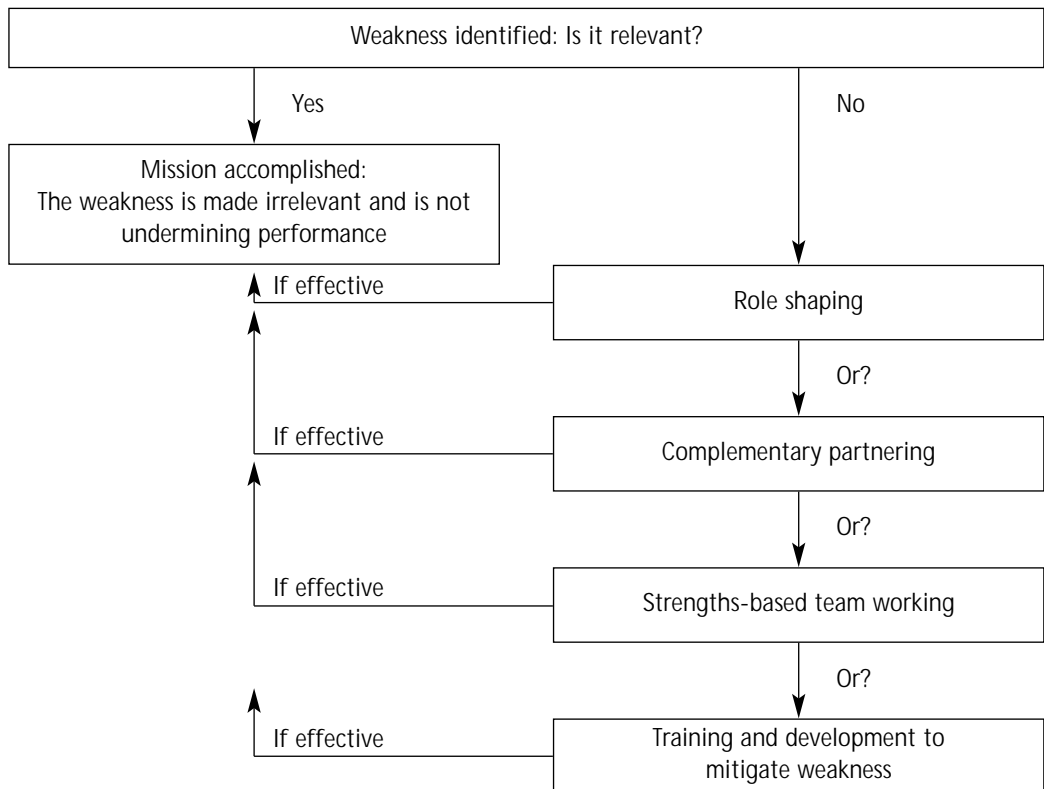 Weakness identified: Is it relevant?
Yes
No
Mission accomplished:
The weakness is made irrelevant and is not
undermining performance
If effective
Role shaping
Or?
If effective
Complementary partnering
Or?
If effective
Strengths-based team working
Or?
If effective
Training and development to
mitigate weakness